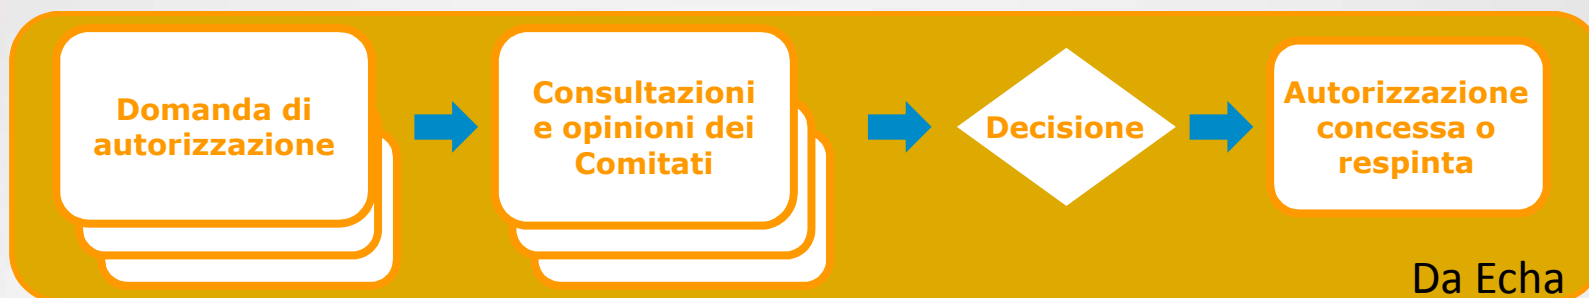 Domanda di
autorizzazione
Consultazioni
e opinioni dei
Comitati
Decisione
Autorizzazione
concessa o
respinta
Da Echa